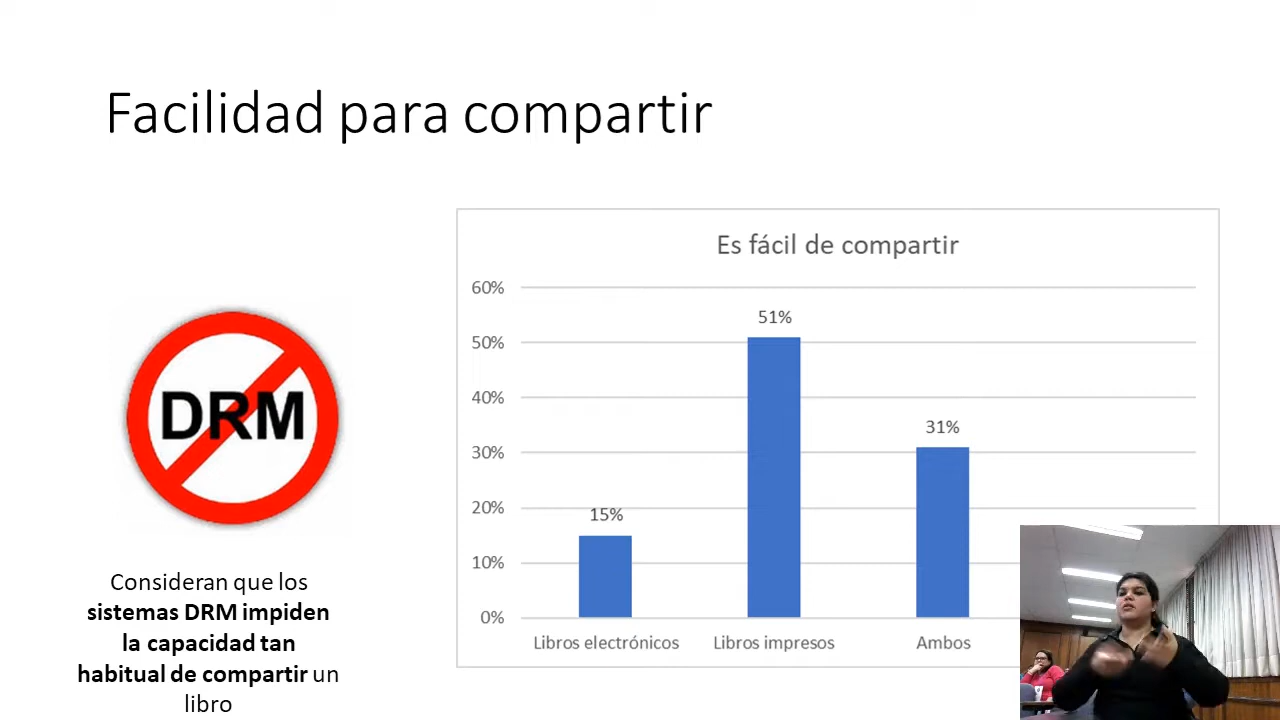 Facilidad para compartir
DRM
Consideran que los
sistemas DRM impiden
la capacidad tan
habitual de compartir un
libro
Es fácil de compartir
60%
50%
40%
30%
20%
10%
0%
15%
51%
31%
Libros electrónicos
Libros impresos
Ambos